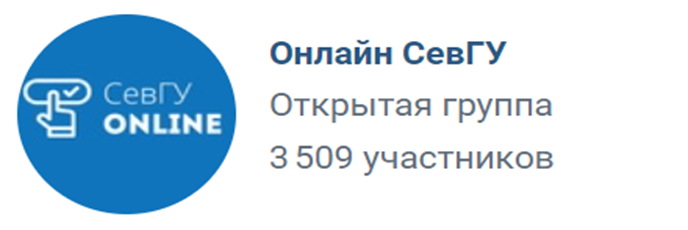 СевГУ
ONLINE
Онлайн СевГУ
Открытая группа
3 509 участников